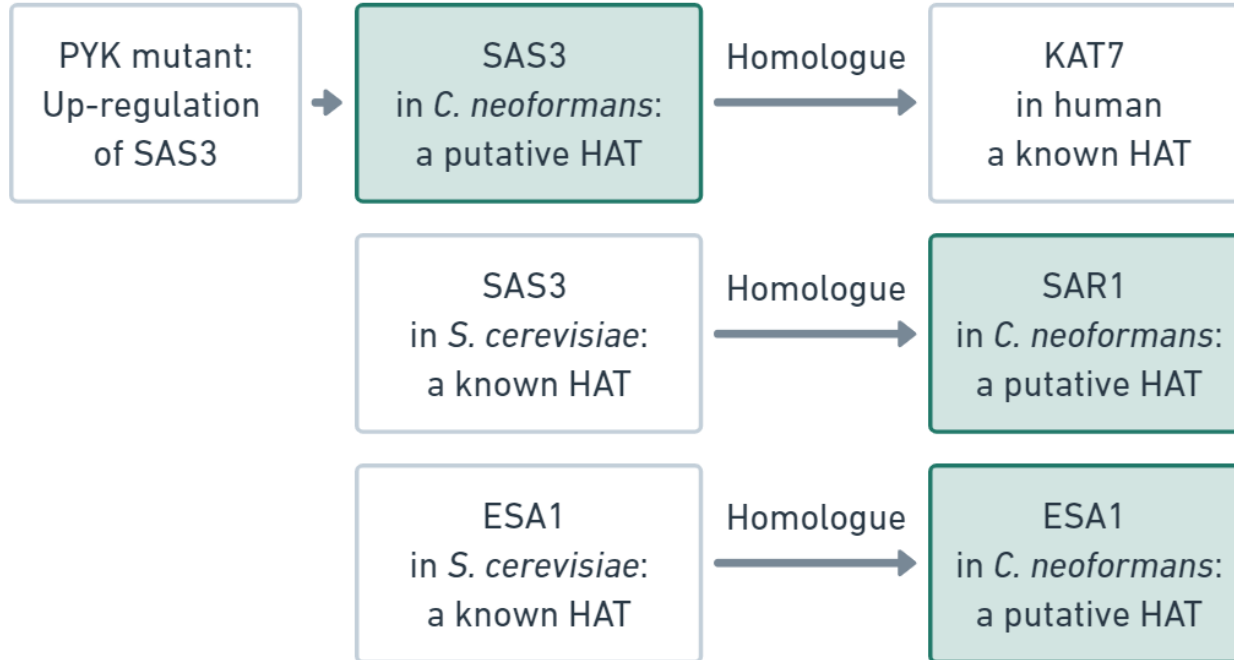 PYK mutant:
Up-regulation
of SAS3
SAS3
in C. neoformans:
a putative HAT
Homologue
KAT7
in human
a known HAT
SAS3
in S. cerevisiae:
a known HAT
Homologue
SAR1
in C. neoformans:
a putative HAT
ESA1
in S. cerevisiae:
a known HAT
Homologue
ESA1
in C. neoformans:
a putative HAT